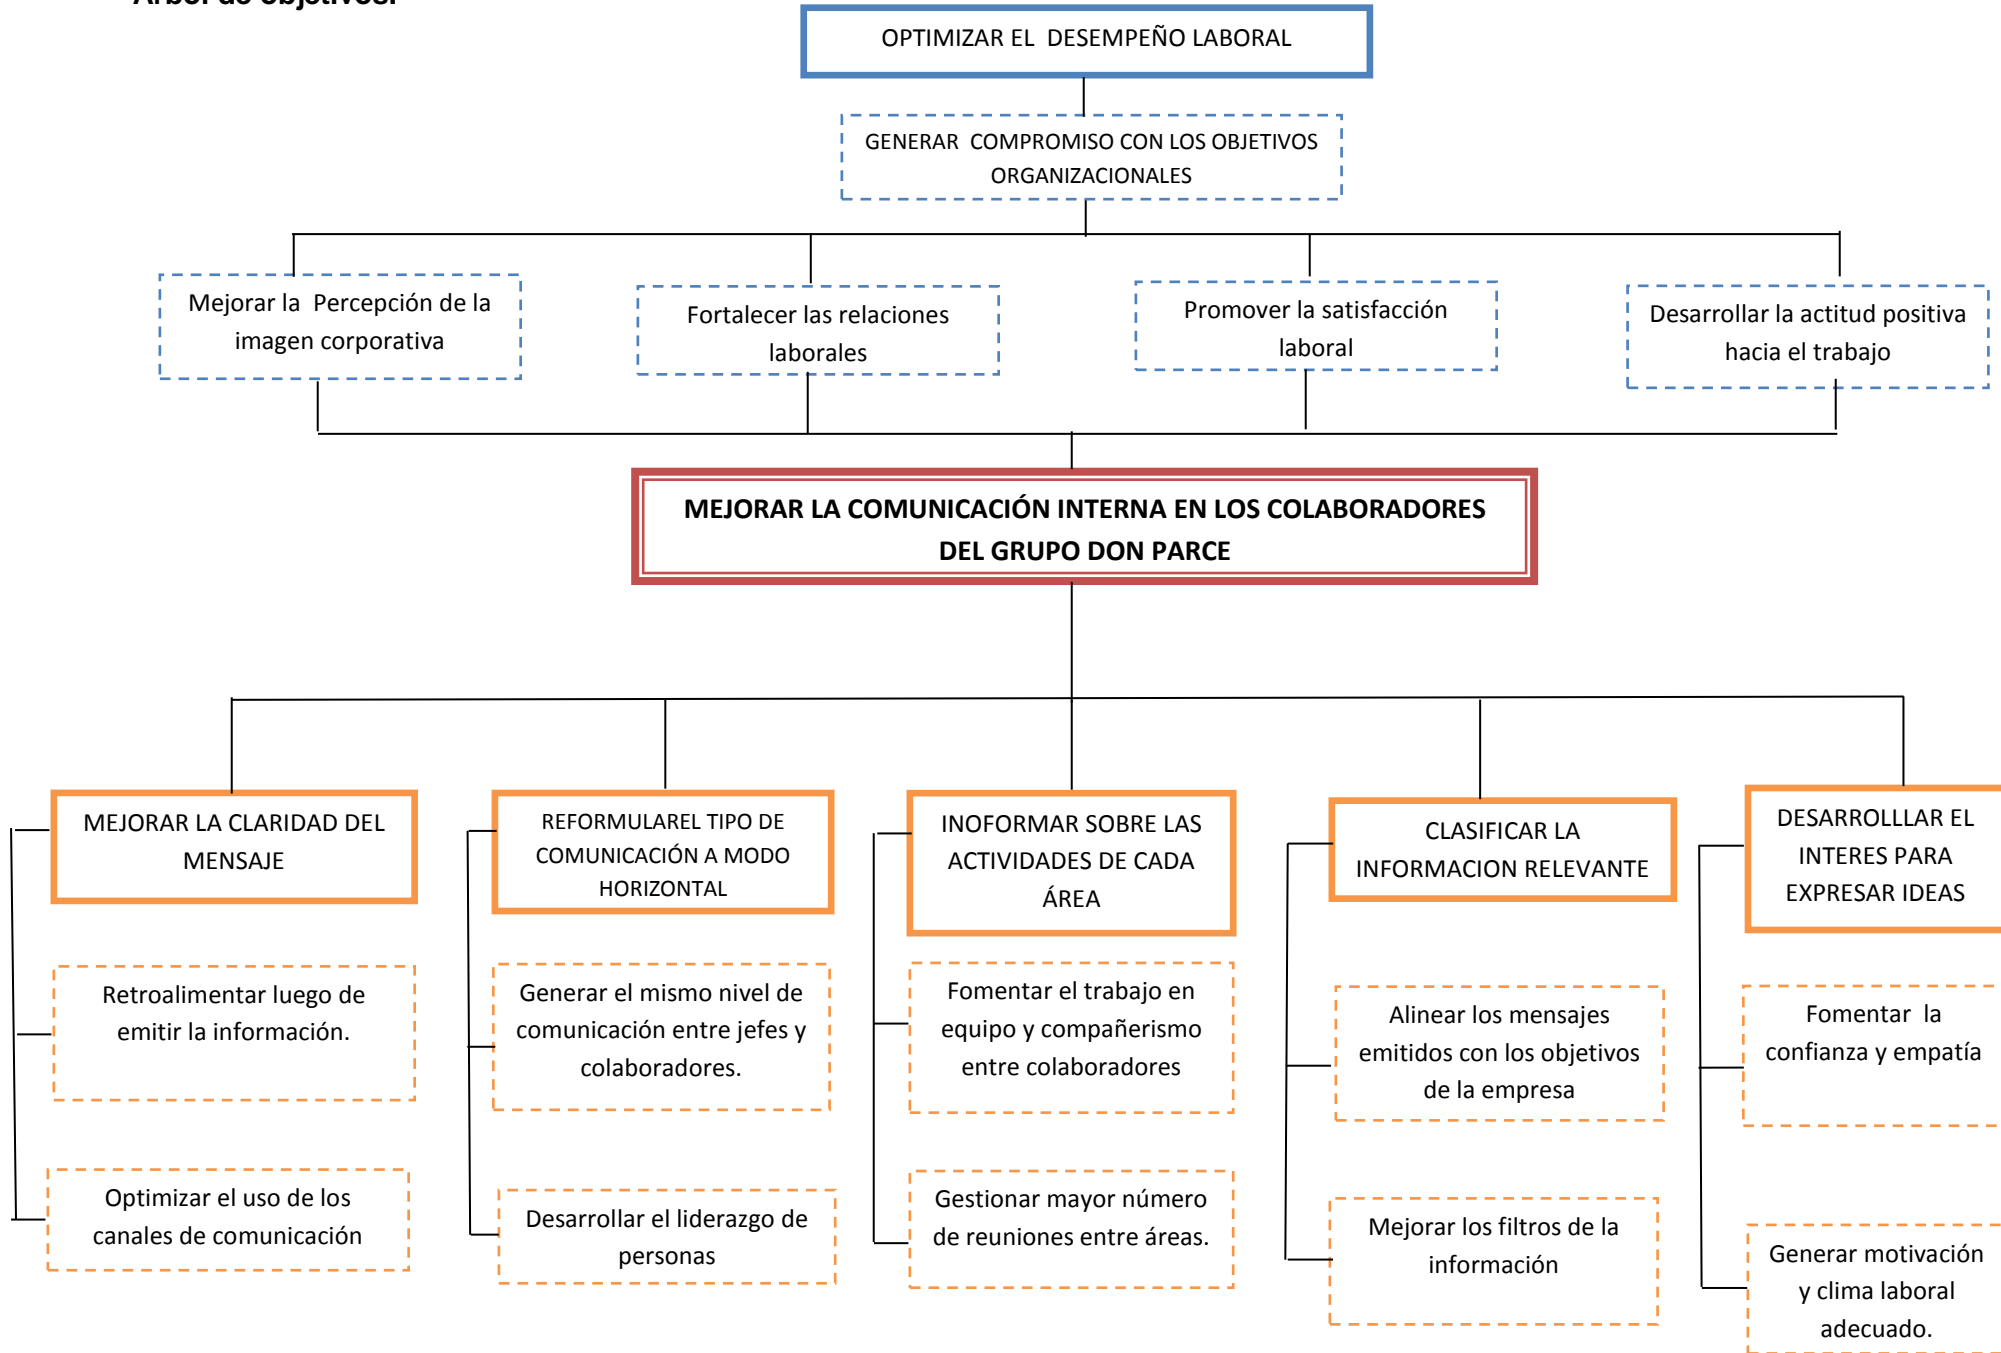 Árbol de objetivos.
OPTIMIZAR EL DESEMPEÑO LABORAL
GENERAR COMPROMISO CON LOS OBJETIVOS
ORGANIZACIONALES
Mejorar la Percepción de la
imagen corporativa
Fortalecer las relaciones
laborales
Promover la satisfacción
laboral
Desarrollar la actitud positiva
hacia el trabajo
MEJORAR LA COMUNICACIÓN INTERNA EN LOS COLABORADORES
DEL GRUPO DON PARCE
MEJORAR LA CLARIDAD DEL
MENSAJE
REFORMULAREL TIPO DE
COMUNICACIÓN A MODO
HORIZONTAL
INOFORMAR SOBRE LAS
ACTIVIDADES DE CADA
ÁREA
CLASIFICAR LA
INFORMACION RELEVANTE
DESARROLLLAR EL
INTERES PARA
EXPRESAR IDEAS
Retroalimentar luego de
emitir la información.
Generar el mismo nivel de
comunicación entre jefes y
colaboradores.
Fomentar el trabajo en
equipo y compañerismo
entre colaboradores
Alinear los mensajes
emitidos con los objetivos
de la empresa
Fomentar la
confianza y empatía
Optimizar el uso de los
canales de comunicación
Desarrollar el liderazgo de
personas
Gestionar mayor número
de reuniones entre áreas.
Mejorar los filtros de la
información
Generar motivación
y clima laboral
adecuado.